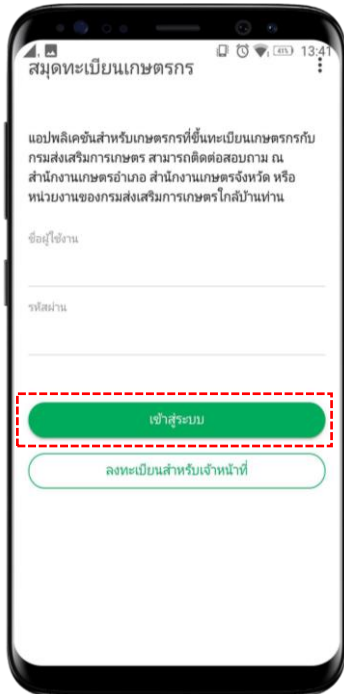 13:41
สมุดทะเบียนเกษตรกร
แอปพลิเคชันสำหรับเกษตรกรที่ขึ้นทะเบียนเกษตรกรกับ
กรมส่งเสริมการเกษตร สามารถติดต่อสอบถาม ณ
สำนักงานเกษตรอำเภอ สำนักงานเกษตรจังหวัด หรือ
หน่วยงานของกรมส่งเสริมการเกษตรใกล้บ้านท่าน
ชื่อผู้ใช้งาน
รหัสผ่าน
เข้าสู่ระบบ
ลงทะเบียนสำหรับเจ้าหน้าที่